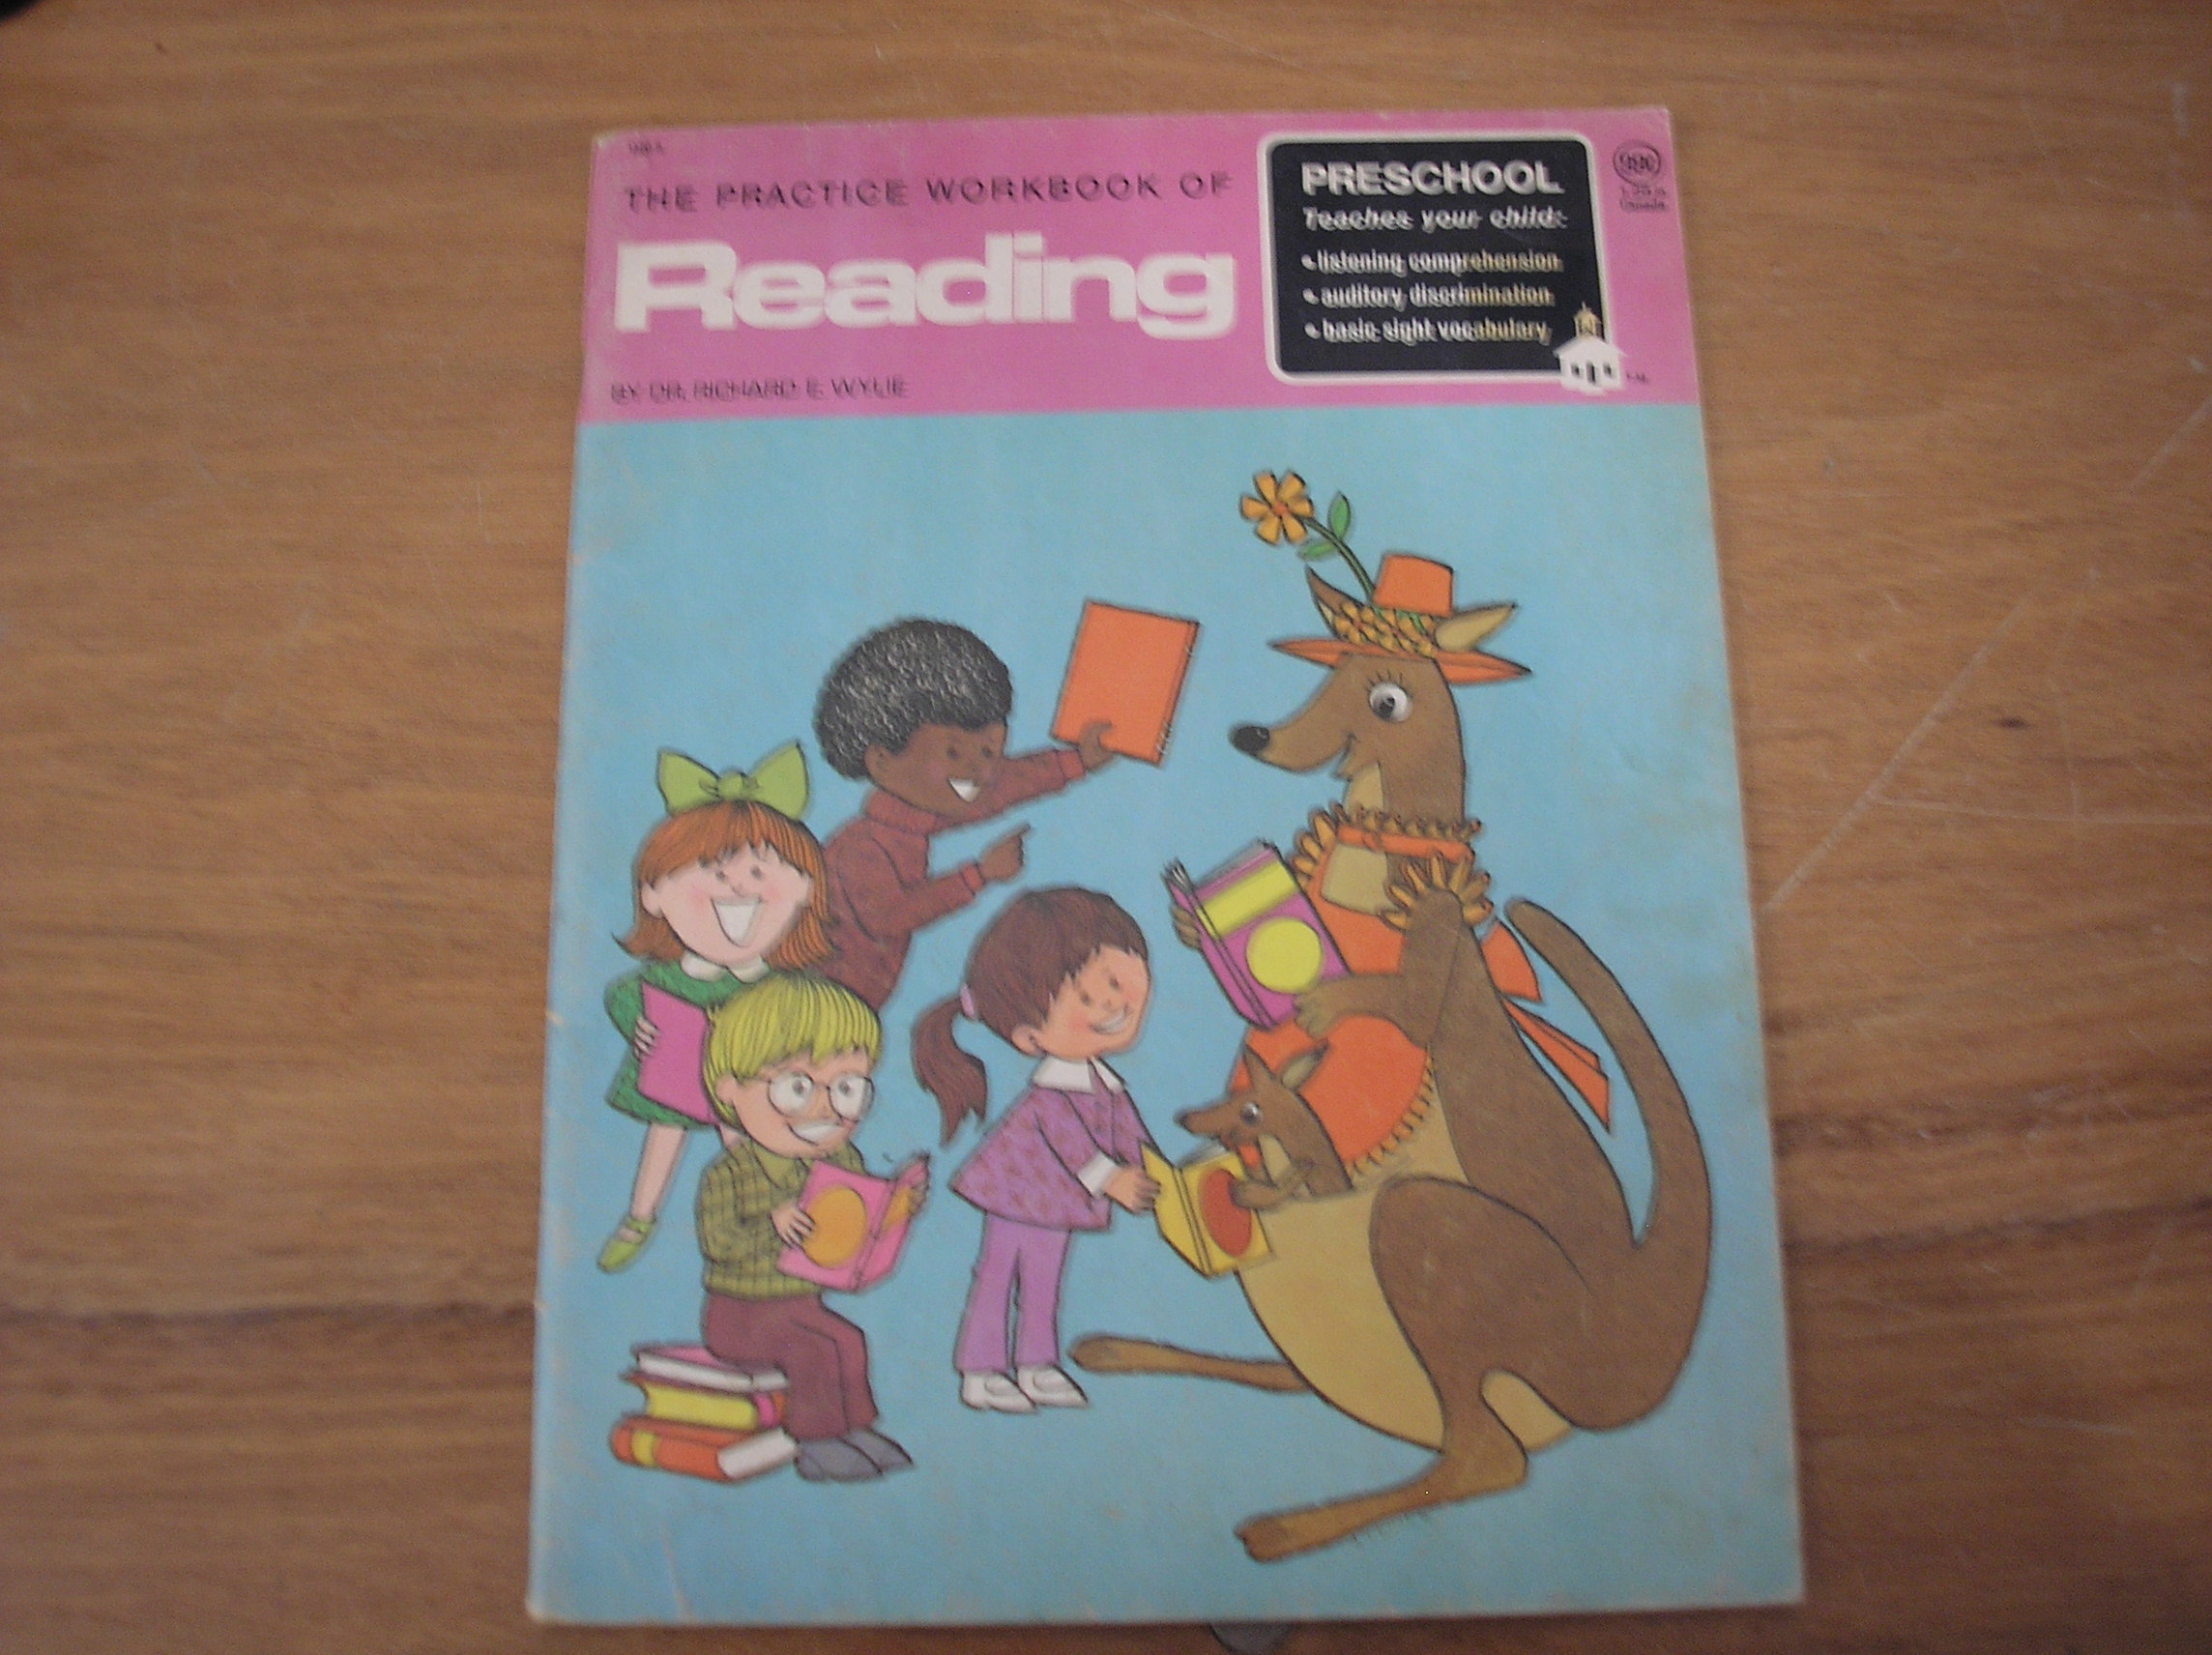 THE PRACTICE WORKBOOK OF
Reading
BY DR. RICHARD E. WYLIE
PRESCHOOL
Teaches your child:
• listening comprehension
• auditory discrimination
• basic sight vocabulary
Canada